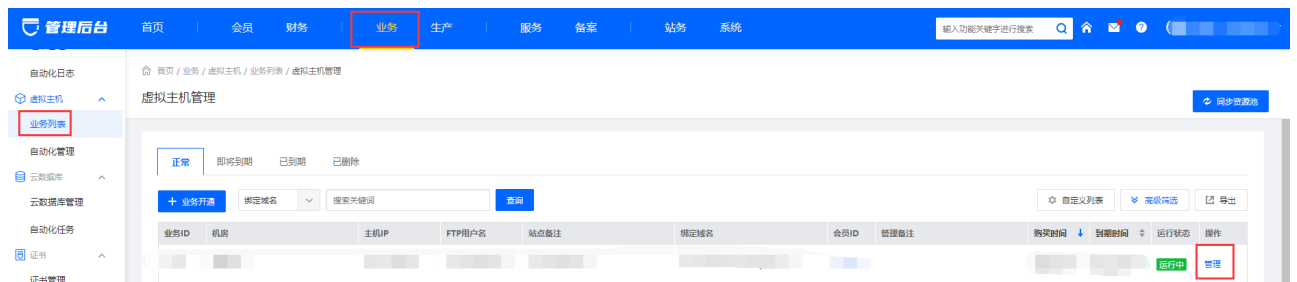 管理后台 首页 会员 财务 业务 生产 服务 备案 站务 系统 输入功能关键字进行搜索
自动化日志
首页 / 业务 / 虚拟主机 / 业务列表 / 虚拟主机管理
虚拟主机
虚拟主机管理
同步资源池
业务列表
自动化管理
正常 即将到期 已到期 已删除
云数据库
云数据库管理
+ 业务开通 绑定域名 搜索关键词 查询 自定义列表 高级筛选 导出
自动化任务
业务ID 机房 主机IP FTP用户名 站点备注 绑定域名 会员ID 管理备注 购买时间 到期时间 运行状态 操作
证书
运行中 管理
证书管理